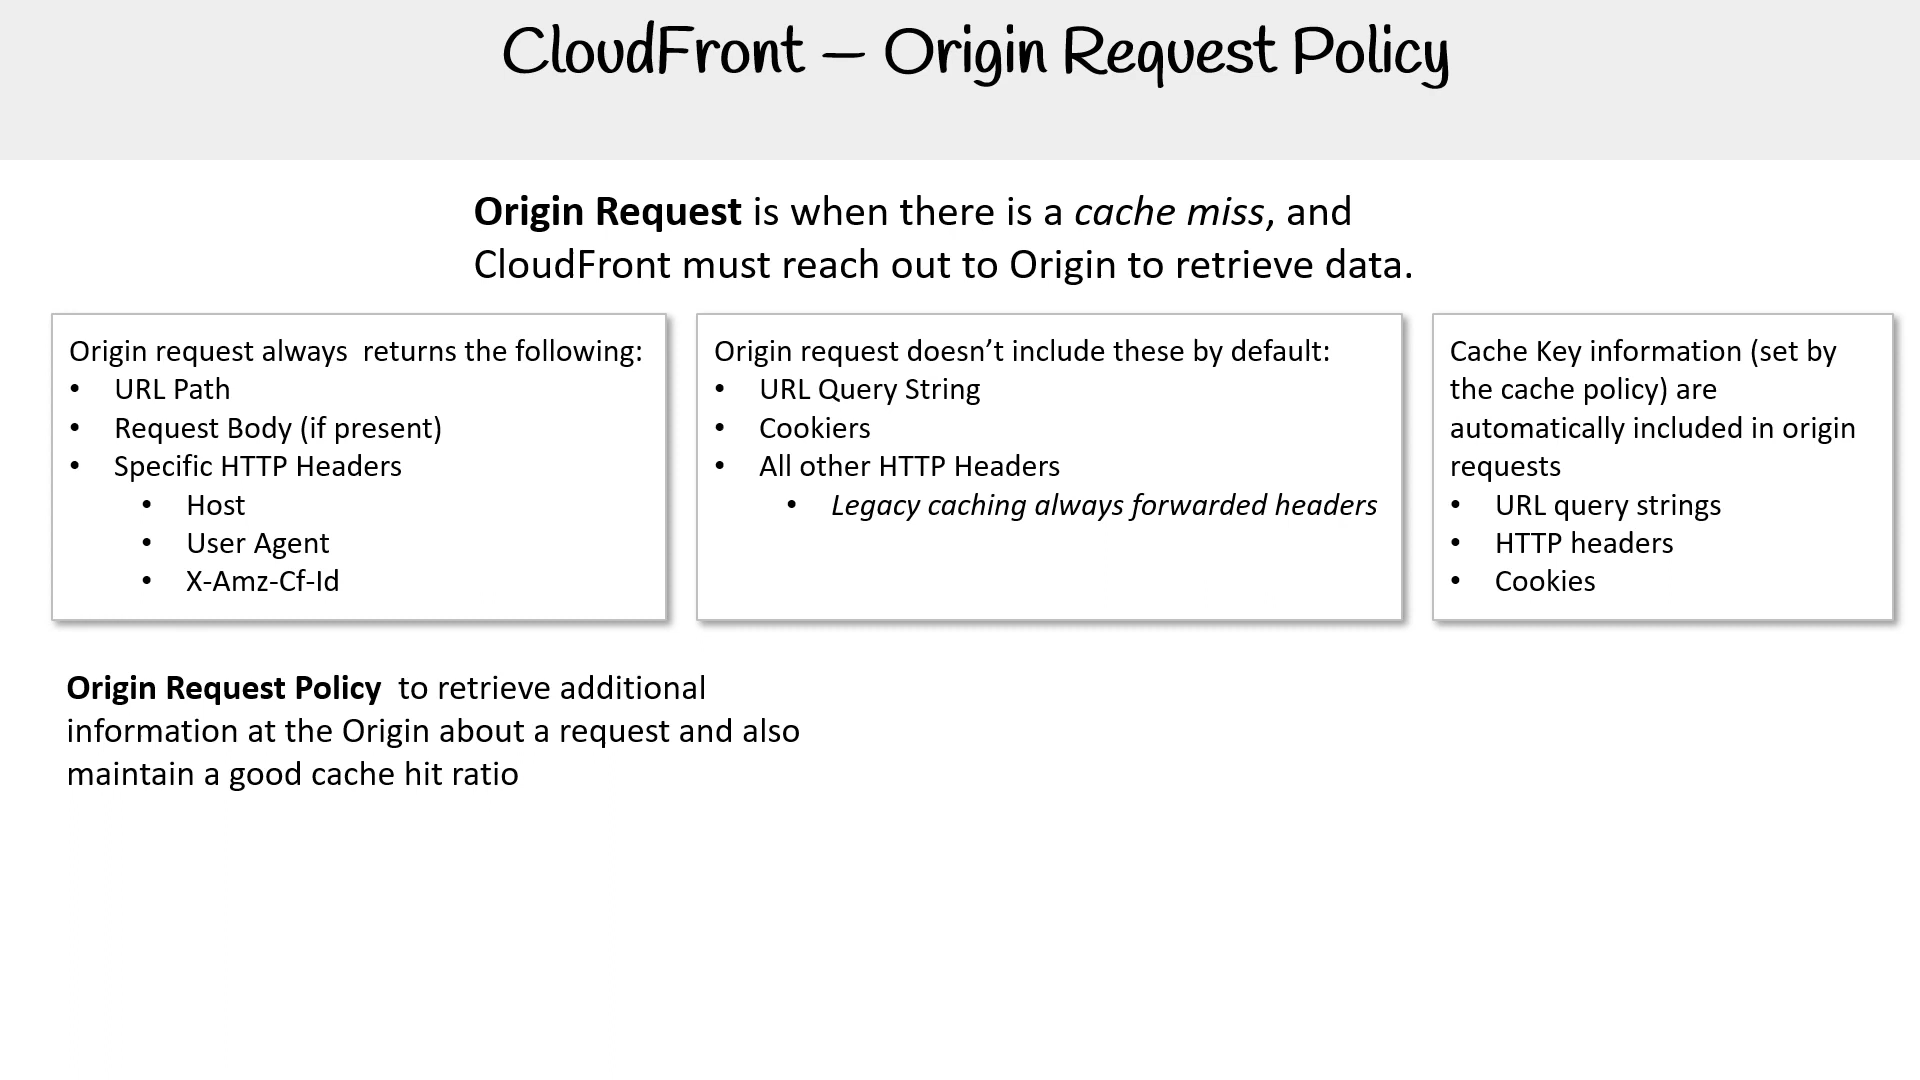 CloudFront – Origin Request Policy
Origin Request is when there is a cache miss, and
CloudFront must reach out to Origin to retrieve data.
Origin request always  returns the following:
• URL Path
• Request Body (if present)
• Specific HTTP Headers
• Host
• User Agent
• X-Amz-Cf-Id
Origin request doesn’t include these by default:
• URL Query String
• Cookiers
• All other HTTP Headers
• Legacy caching always forwarded headers
Cache Key information (set by
the cache policy) are
automatically included in origin
requests
• URL query strings
• HTTP headers
• Cookies
Origin Request Policy  to retrieve additional
information at the Origin about a request and also
maintain a good cache hit ratio